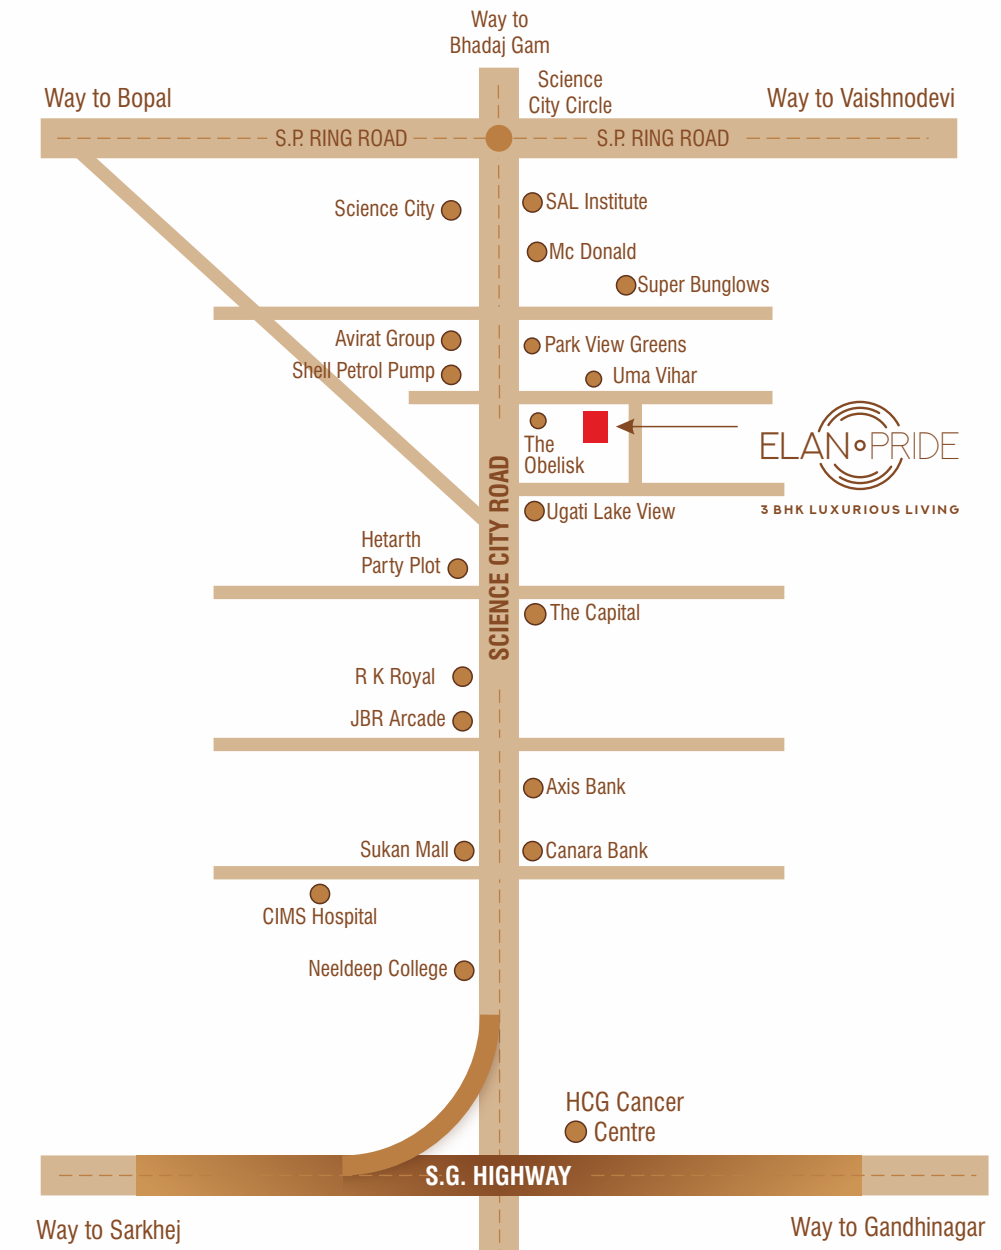 Way to
Bhadaj Gam
Science
City Circle
Way to Bopal
Way to Vaishnodevi
S.P. RING ROAD
S.P. RING ROAD
Science City
SAL Institute
Mc Donald
Super Bunglows
Avirat Group
Park View Greens
Shell Petrol Pump
Uma Vihar
The
Obelisk
ELAN PRIDE
3 BHK LUXURIOUS LIVING
SCIENCE CITY ROAD
Ugati Lake View
Hetarth
Party Plot
The Capital
R K Royal
JBR Arcade
Axis Bank
Sukan Mall
Canara Bank
CIMS Hospital
Neeldeep College
HCG Cancer
Centre
S.G. HIGHWAY
Way to Sarkhej
Way to Gandhinagar